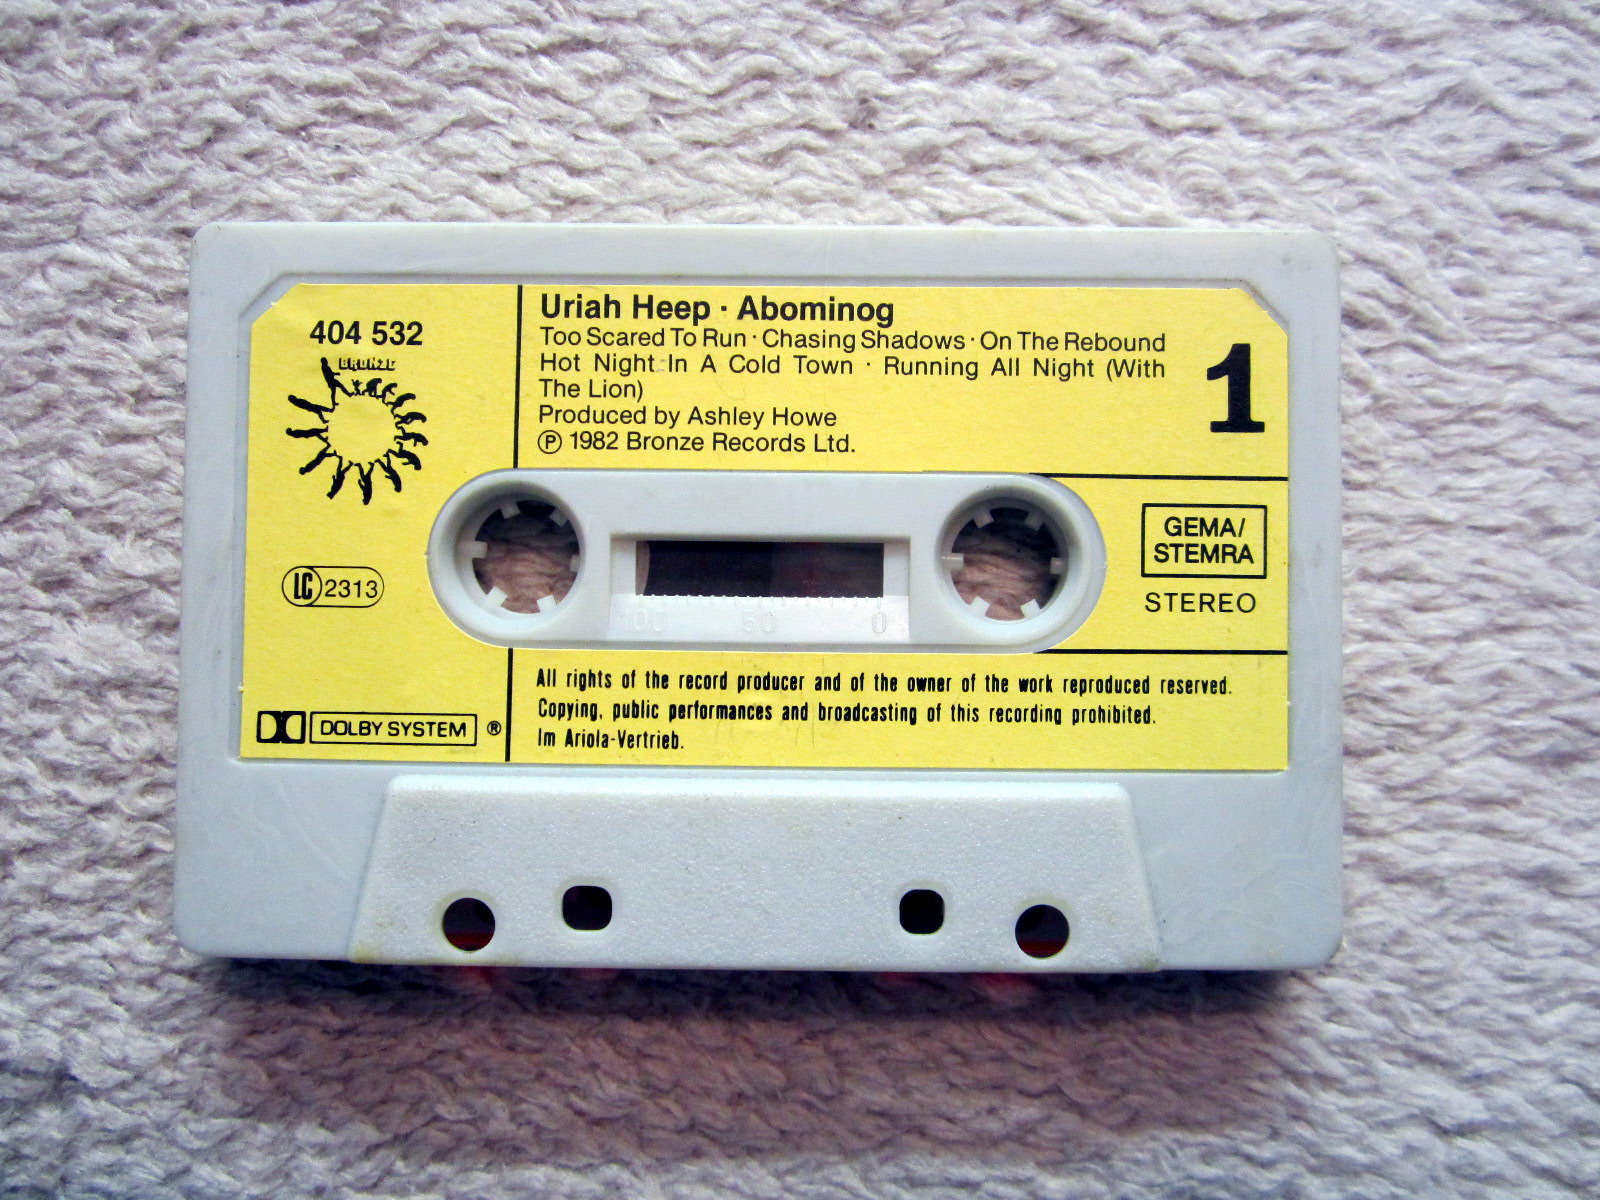 404 532
BRONZE
Uriah Heep · Abominog
Too Scared To Run · Chasing Shadows · On The Rebound
Hot Night In A Cold Town · Running All Night (With
The Lion)
Produced by Ashley Howe
℗ 1982 Bronze Records Ltd.
1
LC 2313
GEMA/
STEMRA
STEREO
100 50 0
All rights of the record producer and of the owner of the work reproduced reserved.
Copying, public performances and broadcasting of this recording prohibited.
Im Ariola-Vertrieb.
DOLBY SYSTEM ®